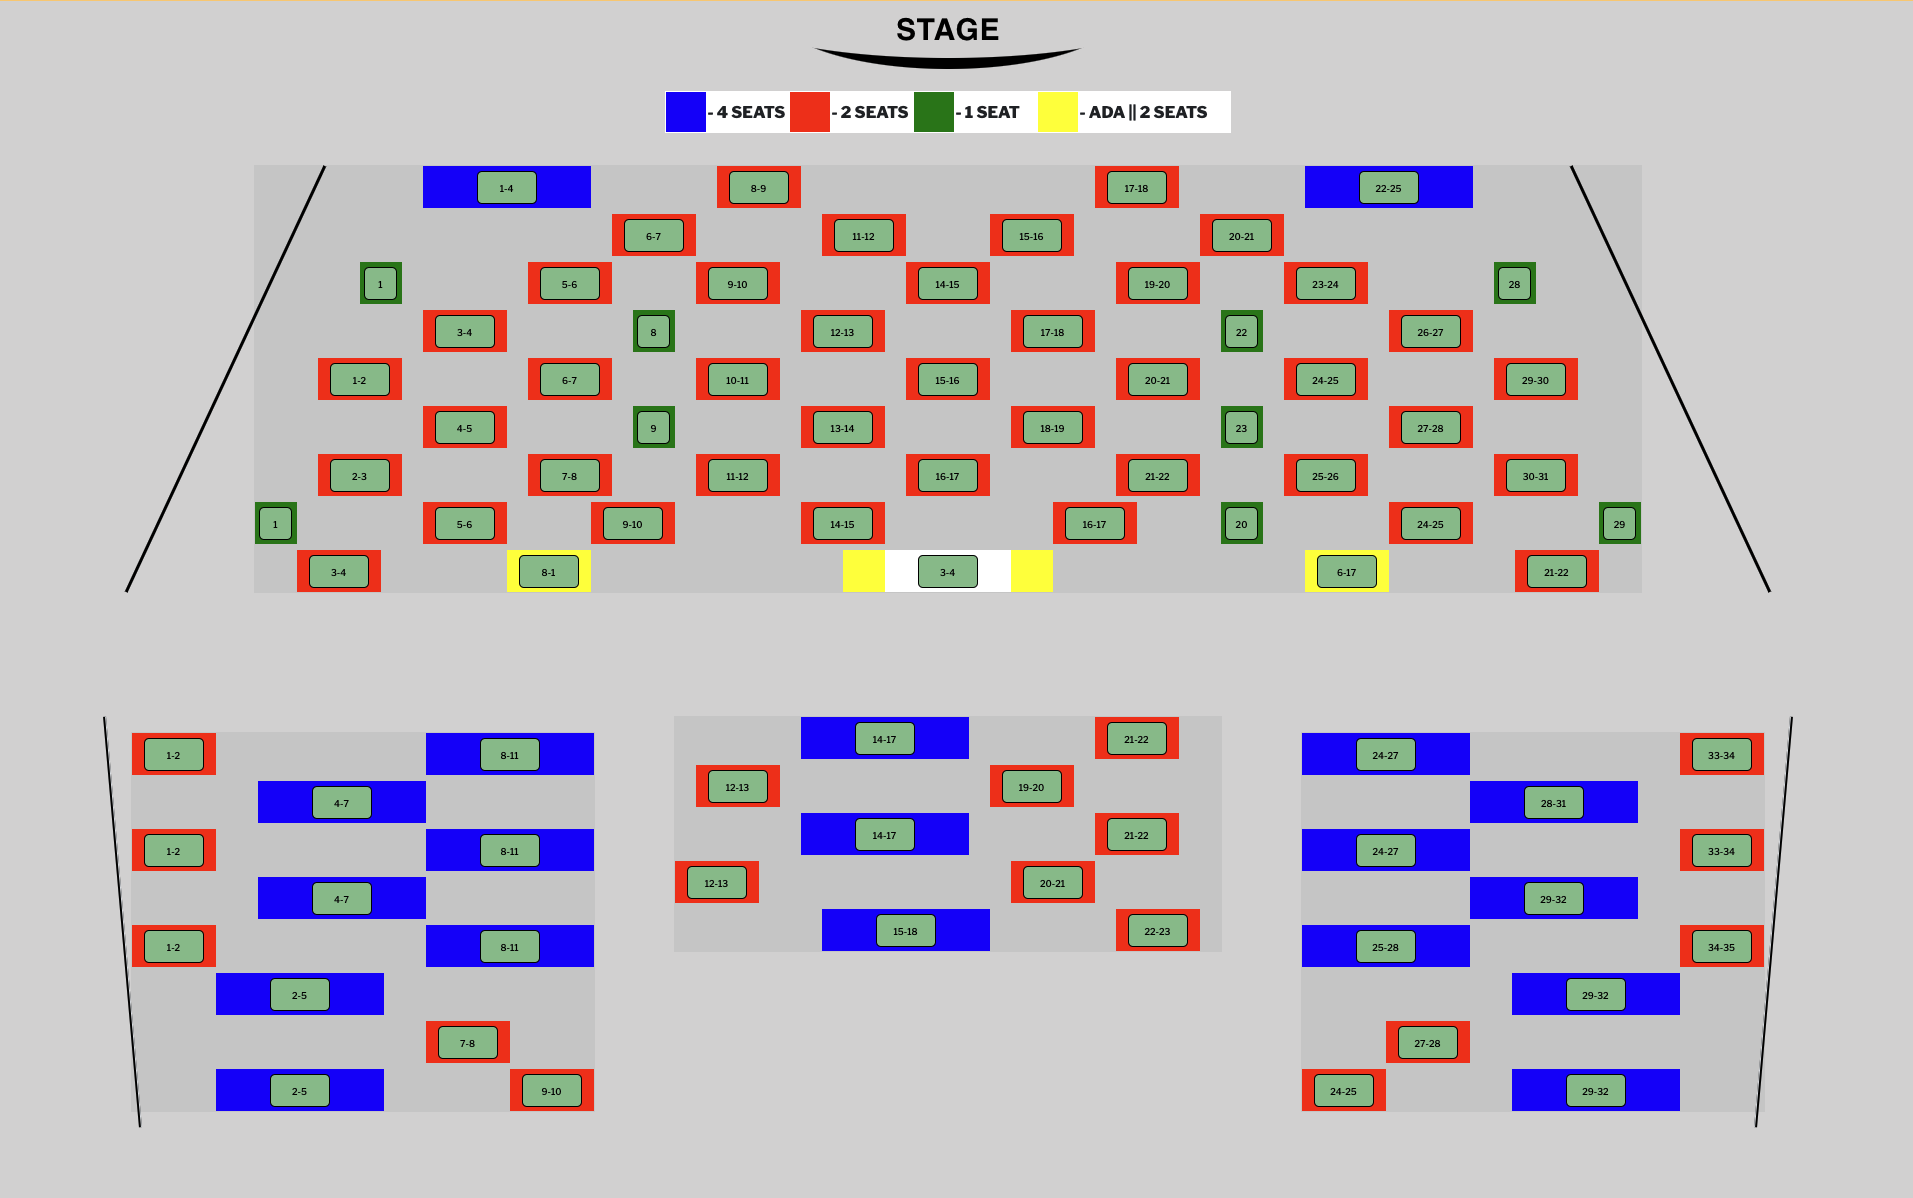 STAGE
- 4 SEATS - 2 SEATS - 1 SEAT - ADA || 2 SEATS
1-4 8-9 17-18 22-25
6-7 11-12 15-16 20-21
1 5-6 9-10 14-15 19-20 23-24 28
3-4 8 12-13 17-18 22 26-27
1-2 6-7 10-11 15-16 20-21 24-25 29-30
4-5 9 13-14 18-19 23 27-28
2-3 7-8 11-12 16-17 21-22 25-26 30-31
1 5-6 9-10 14-15 16-17 20 24-25 29
3-4 8-1 3-4 6-17 21-22
1-2 8-11
4-7
1-2 8-11
4-7
1-2 8-11
2-5
7-8
2-5 9-10
14-17 21-22
12-13 19-20
14-17 21-22
12-13 20-21
15-18 22-23
24-27 33-34
28-31
24-27 33-34
29-32
25-28 34-35
29-32
27-28
24-25 29-32